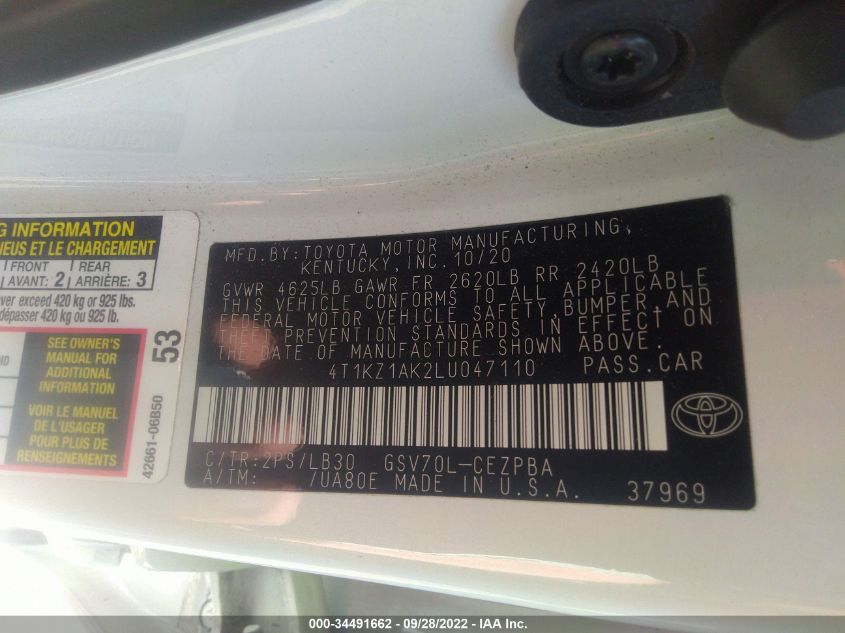 G INFORMATION
NEUS ET LE CHARGEMENT
FRONT REAR
AVANT: 2 ARRIÈRE: 3
ver exceed 420 kg or 925 lbs.
dépasser 420 kg ou 925 lb.
SEE OWNER'S
MANUAL FOR
ADDITIONAL
INFORMATION
VOIR LE MANUEL
DE L'USAGER
POUR PLUS DE
RENSEIGNEMENTS
53
42661-06B50
MFD.BY:TOYOTA MOTOR MANUFACTURING,
KENTUCKY,INC.10/20
GVWR 4625LB GAWR FR 2620LB RR 2420LB
THIS VEHICLE CONFORMS TO ALL APPLICABLE
FEDERAL MOTOR VEHICLE SAFETY,BUMPER,AND
THEFT PREVENTION STANDARDS IN EFFECT ON
THE DATE OF MANUFACTURE SHOWN ABOVE.
4T1KZ1AK2LU047110 PASS.CAR
C/TR:2PS/LB30 GSV70L-CEZPBA
A/TM: /UA80E MADE IN U.S.A. 37969
000-34491662 - 09/28/2022 - IAA Inc.